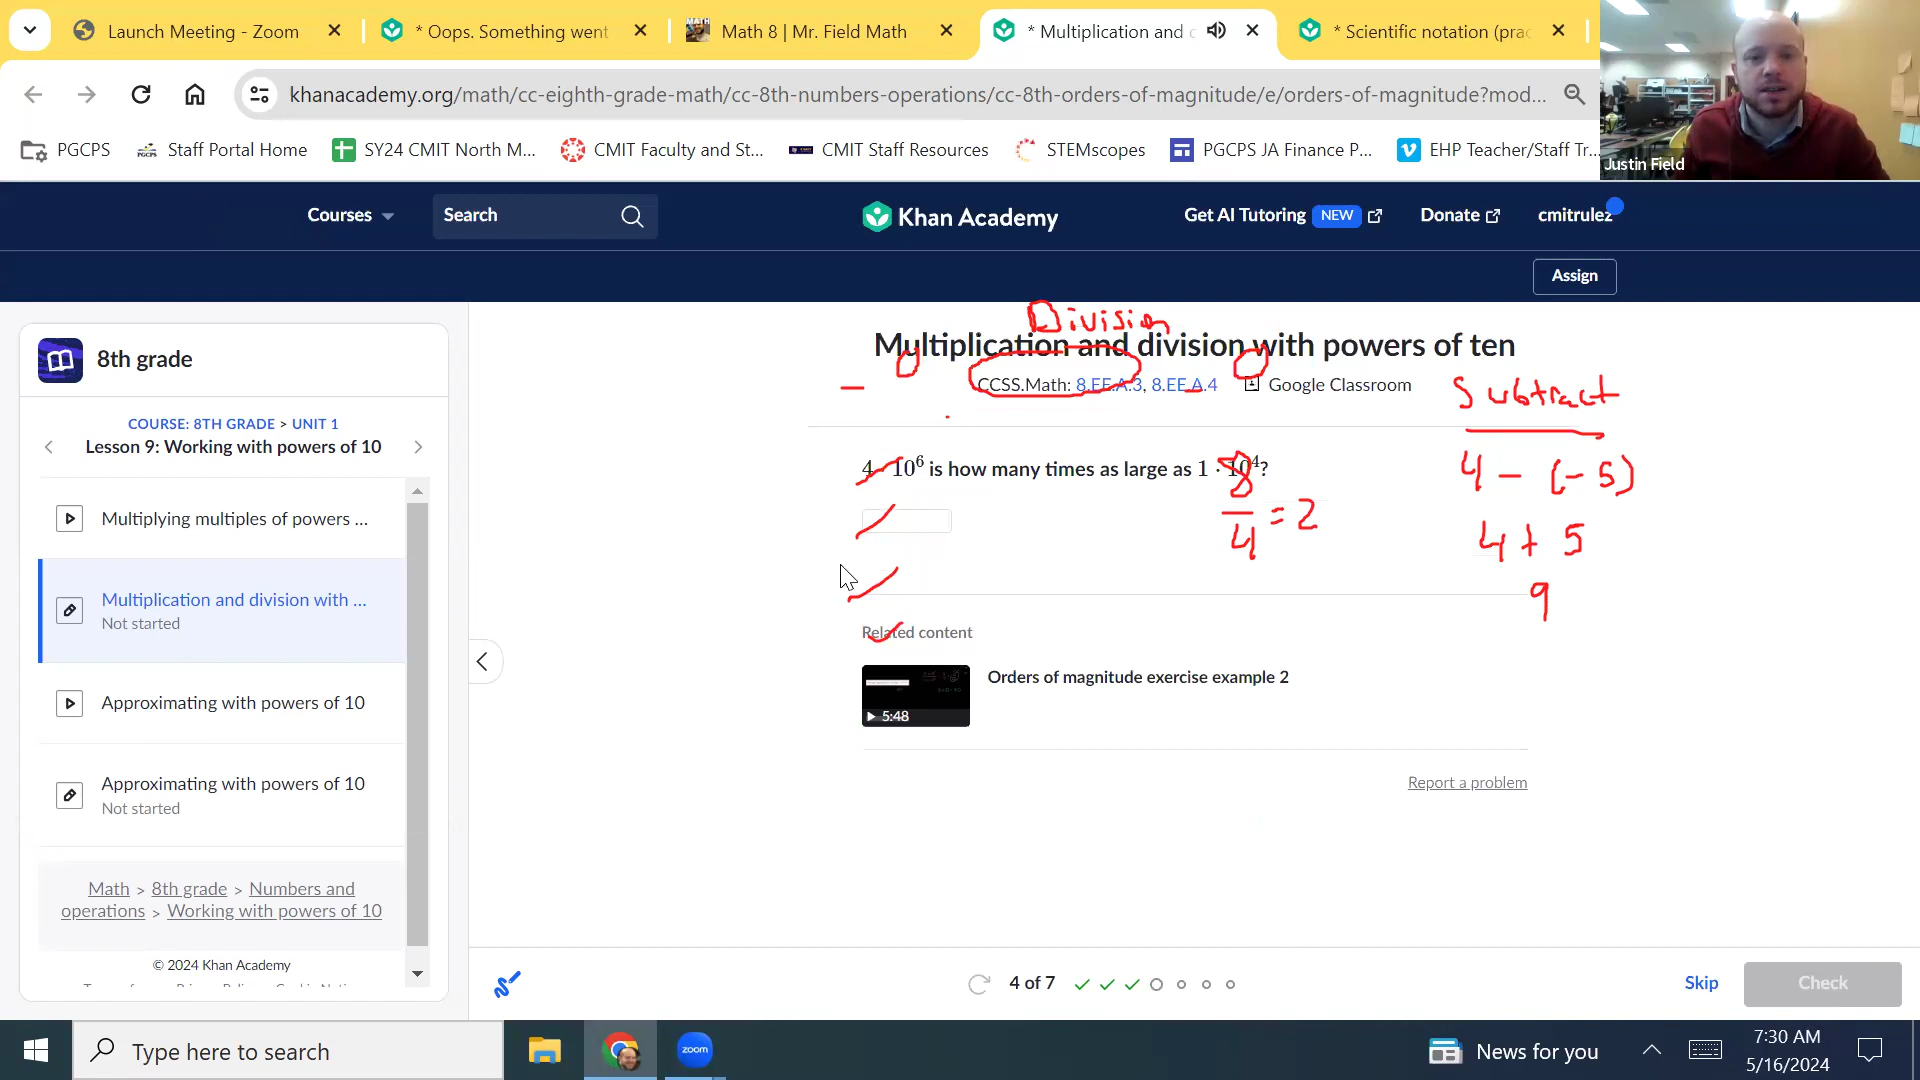 Launch Meeting - Zoom
* Oops. Something went
Math 8 | Mr. Field Math
* Multiplication and
* Scientific notation (prac
khanacademy.org/math/cc-eighth-grade-math/cc-8th-numbers-operations/cc-8th-orders-of-magnitude/e/orders-of-magnitude?mod...
PGCPS
Staff Portal Home
SY24 CMIT North M...
CMIT Faculty and St...
CMIT Staff Resources
STEMscopes
PGCPS JA Finance P...
EHP Teacher/Staff Tr...
Justin Field
Courses
Search
Khan Academy
Get AI Tutoring NEW
Donate
cmitrulez
Assign
8th grade
COURSE: 8TH GRADE > UNIT 1
Lesson 9: Working with powers of 10
Multiplying multiples of powers ...
Multiplication and division with ...
Not started
Approximating with powers of 10
Approximating with powers of 10
Not started
Math > 8th grade > Numbers and
operations > Working with powers of 10
© 2024 Khan Academy
Division
Multiplication and division with powers of ten
CCSS.Math: 8.EE.A.3, 8.EE.A.4
Google Classroom
4 · 10⁶ is how many times as large as 1 · 10⁴?
8
4 = 2
Subtract
4 - (-5)
4 + 5
9
Related content
5:48
Orders of magnitude exercise example 2
Report a problem
4 of 7
Skip
Check
Type here to search
zoom
News for you
7:30 AM
5/16/2024